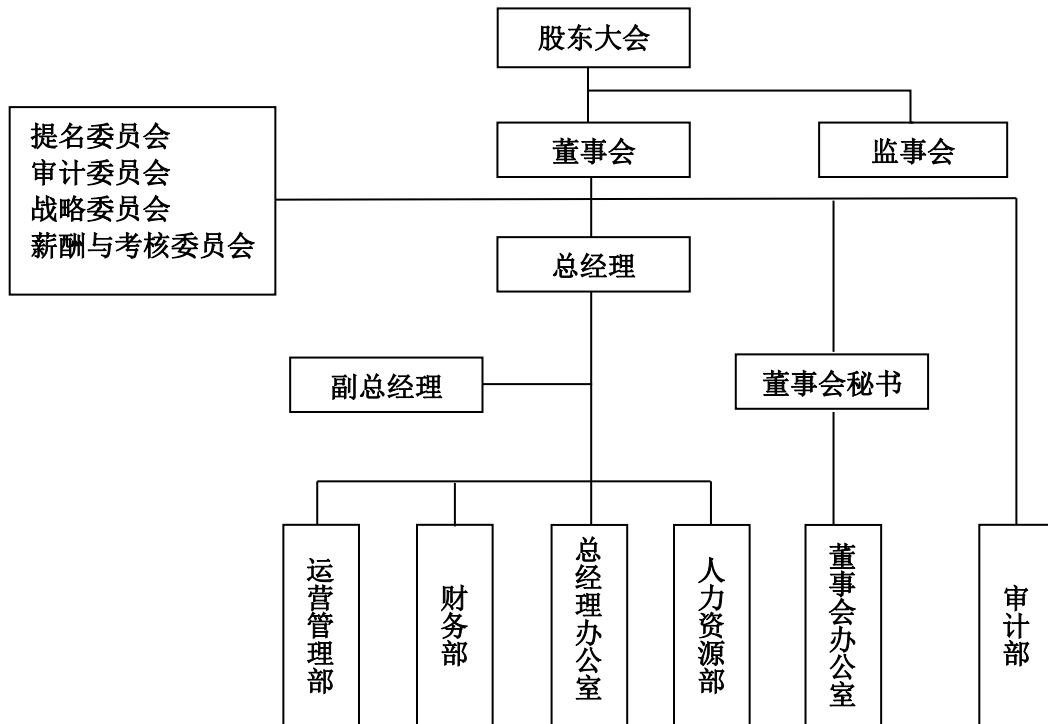 股东大会
董事会
监事会
提名委员会
审计委员会
战略委员会
薪酬与考核委员会
总经理
副总经理
董事会秘书
运营管理部
财务部
总经理办公室
人力资源部
董事会办公室
审计部